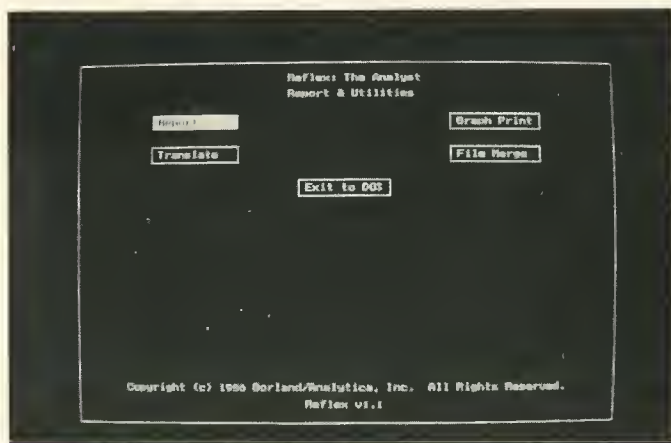 Reflex: The Analyst
Report & Utilities
Report
Graph Print
Translate
File Merge
Exit to DOS
Copyright (c) 1986 Borland/Analytica, Inc. All Rights Reserved.
Reflex v1.1